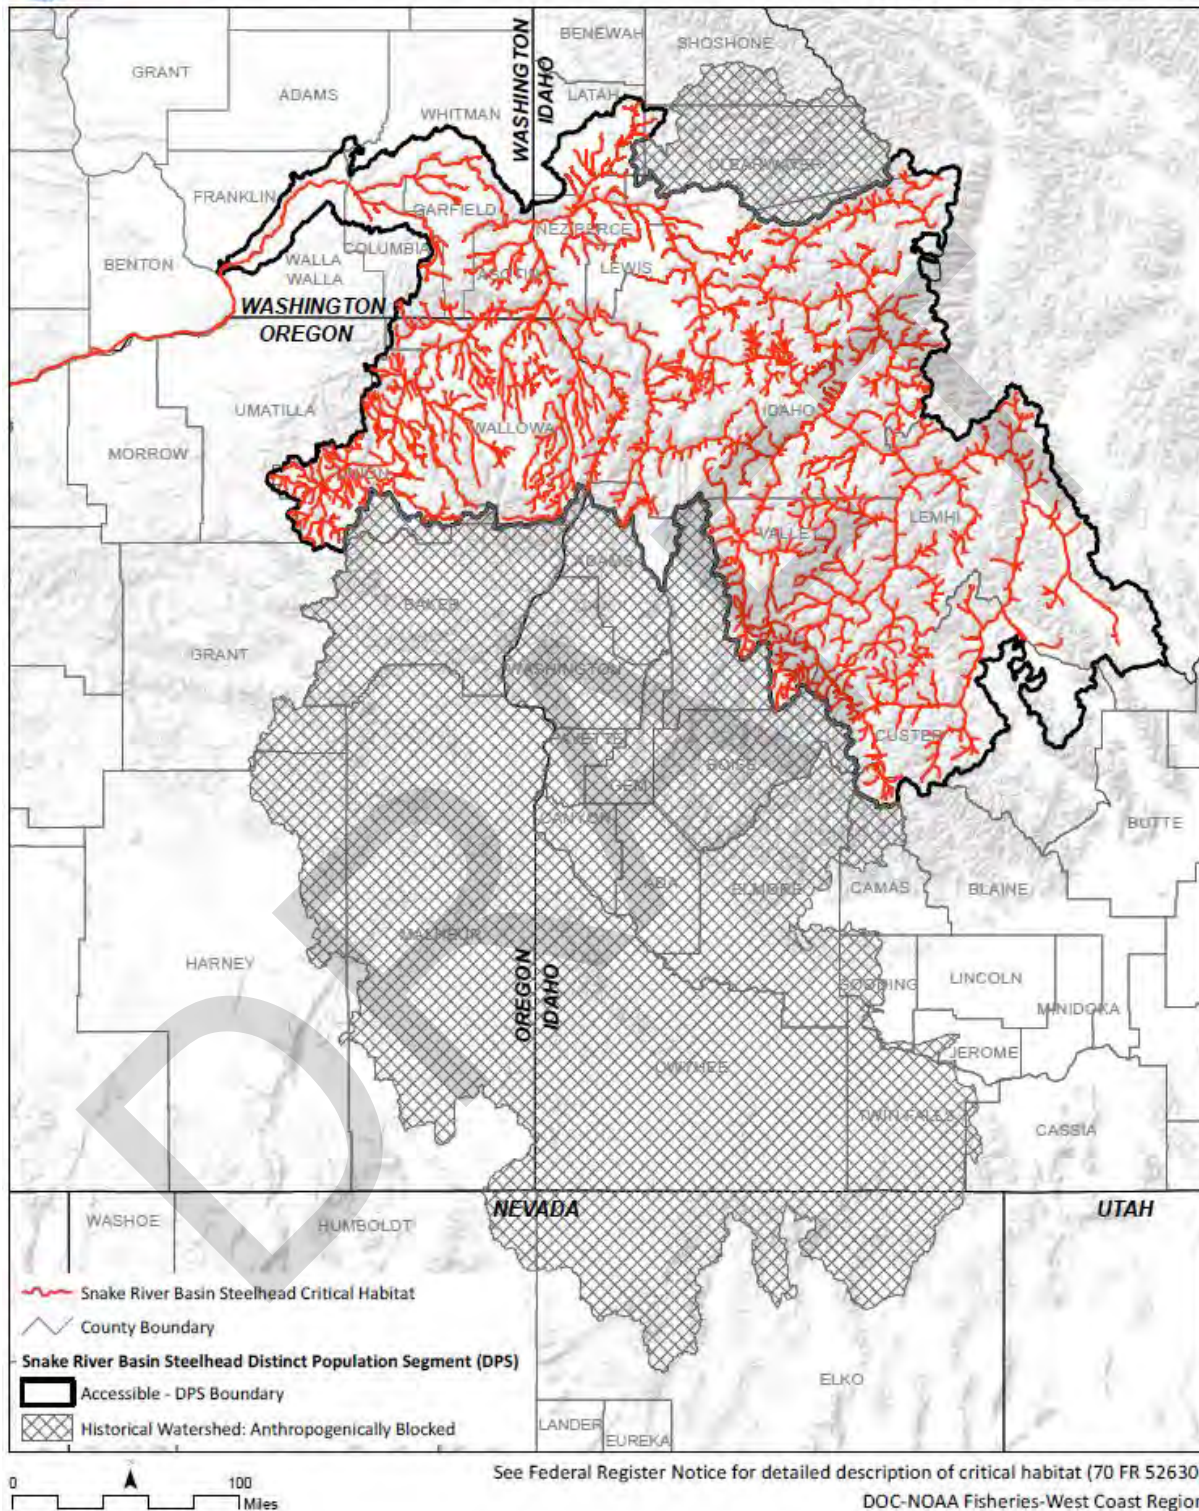 BENEWAH
SHOSHONE
GRANT
ADAMS
WHITMAN
WASHINGTON
IDAHO
LATAH
CLEARWATER
FRANKLIN
GARFIELD
NEZ PERCE
BENTON
WALLA
WALLA
COLUMBIA
ASOTIN
LEWIS
WASHINGTON
OREGON
UMATILLA
WALLOWA
IDAHO
MORROW
UNION
VALLEY
LEMHI
ADAMS
BAKER
GRANT
WASHINGTON
PAYETTE
BOISE
CUSTER
GEM
CANYON
BUTTE
ADA
ELMORE
CAMAS
BLAINE
MALHEUR
HARNEY
OREGON
IDAHO
GOODING
LINCOLN
MINIDOKA
JEROME
OWYHEE
TWIN FALLS
CASSIA
NEVADA
UTAH
WASHOE
HUMBOLDT
Snake River Basin Steelhead Critical Habitat
County Boundary
Snake River Basin Steelhead Distinct Population Segment (DPS)
Accessible - DPS Boundary
Historical Watershed: Anthropogenically Blocked
ELKO
LANDER
EUREKA
0 100
Miles
See Federal Register Notice for detailed description of critical habitat (70 FR 52630
DOC-NOAA Fisheries-West Coast Regio